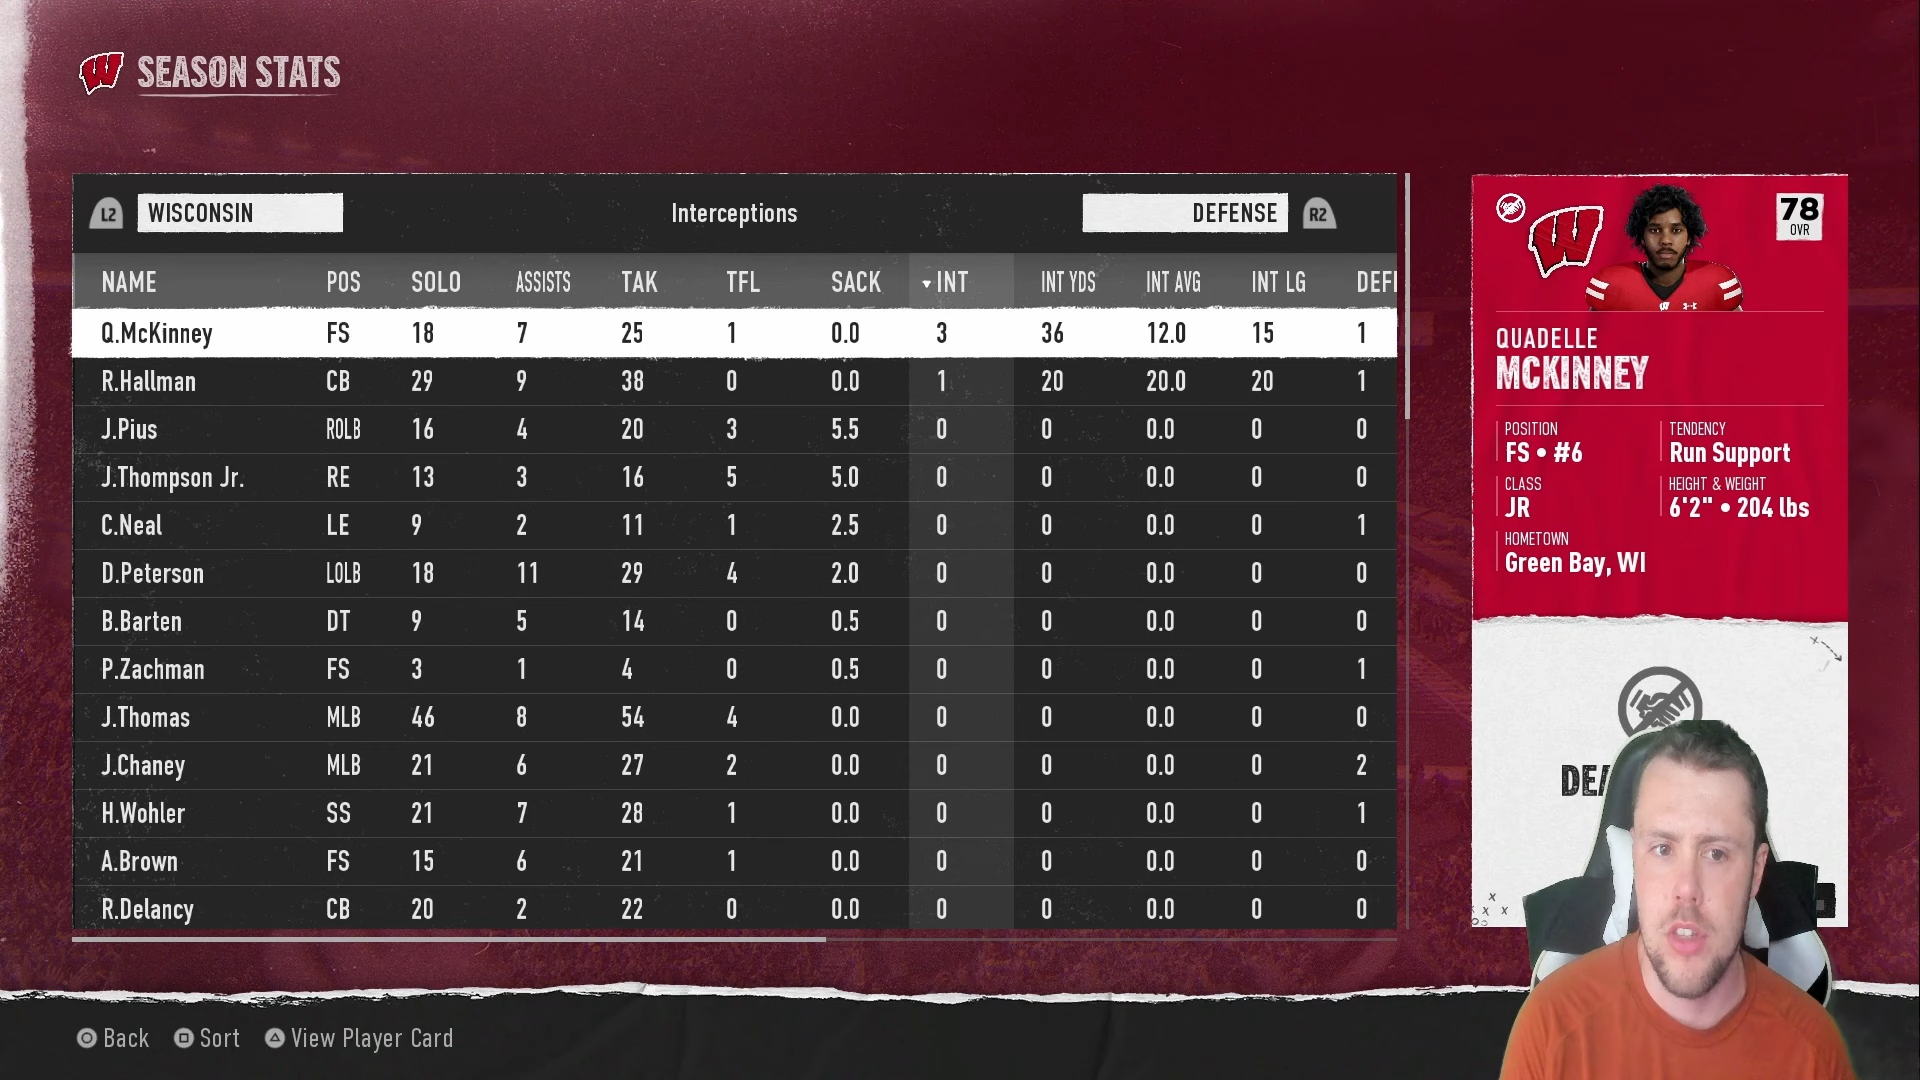 W SEASON STATS
L2 WISCONSIN Interceptions DEFENSE R2
NAME POS SOLO ASSISTS TAK TFL SACK INT INT YDS INT AVG INT LG DEFI
Q.McKinney FS 18 7 25 1 0.0 3 36 12.0 15 1
R.Hallman CB 29 9 38 0 0.0 1 20 20.0 20 1
J.Pius ROLB 16 4 20 3 5.5 0 0 0.0 0 0
J.Thompson Jr. RE 13 3 16 5 5.0 0 0 0.0 0 0
C.Neal LE 9 2 11 1 2.5 0 0 0.0 0 1
D.Peterson LOLB 18 11 29 4 2.0 0 0 0.0 0 0
B.Barten DT 9 5 14 0 0.5 0 0 0.0 0 0
P.Zachman FS 3 1 4 0 0.5 0 0 0.0 0 1
J.Thomas MLB 46 8 54 4 0.0 0 0 0.0 0 0
J.Chaney MLB 21 6 27 2 0.0 0 0 0.0 0 2
H.Wohler SS 21 7 28 1 0.0 0 0 0.0 0 1
A.Brown FS 15 6 21 1 0.0 0 0 0.0 0 0
R.Delancy CB 20 2 22 0 0.0 0 0 0.0 0 0
Back Sort View Player Card
W
78
OVR
QUADELLE
MCKINNEY
POSITION TENDENCY
FS • #6 Run Support
CLASS HEIGHT & WEIGHT
JR 6'2" • 204 lbs
HOMETOWN
Green Bay, WI